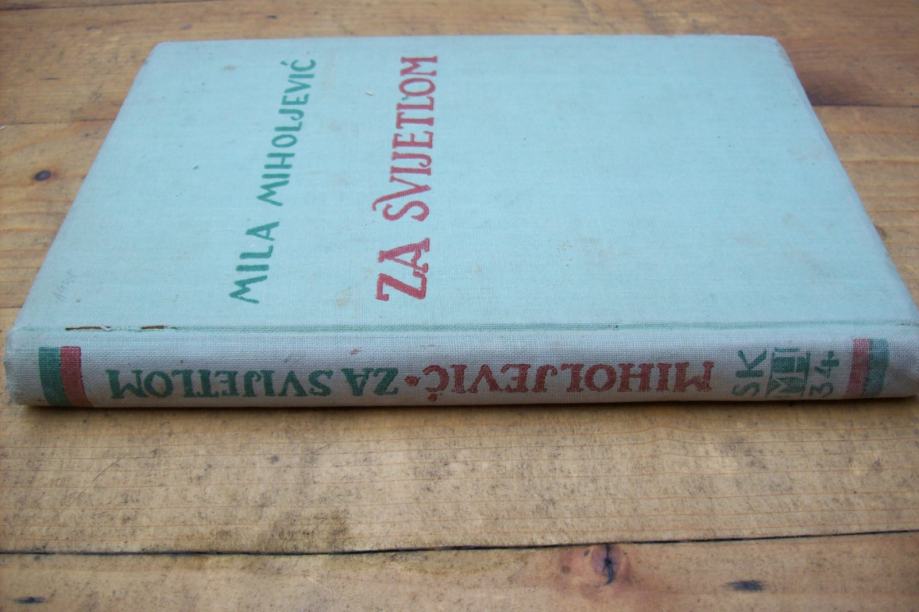 MILA MIHOLJEVIĆ
ZA SVIJETLOM
MIHOLJEVIĆ • ZA SVIJETLOM
SK
34